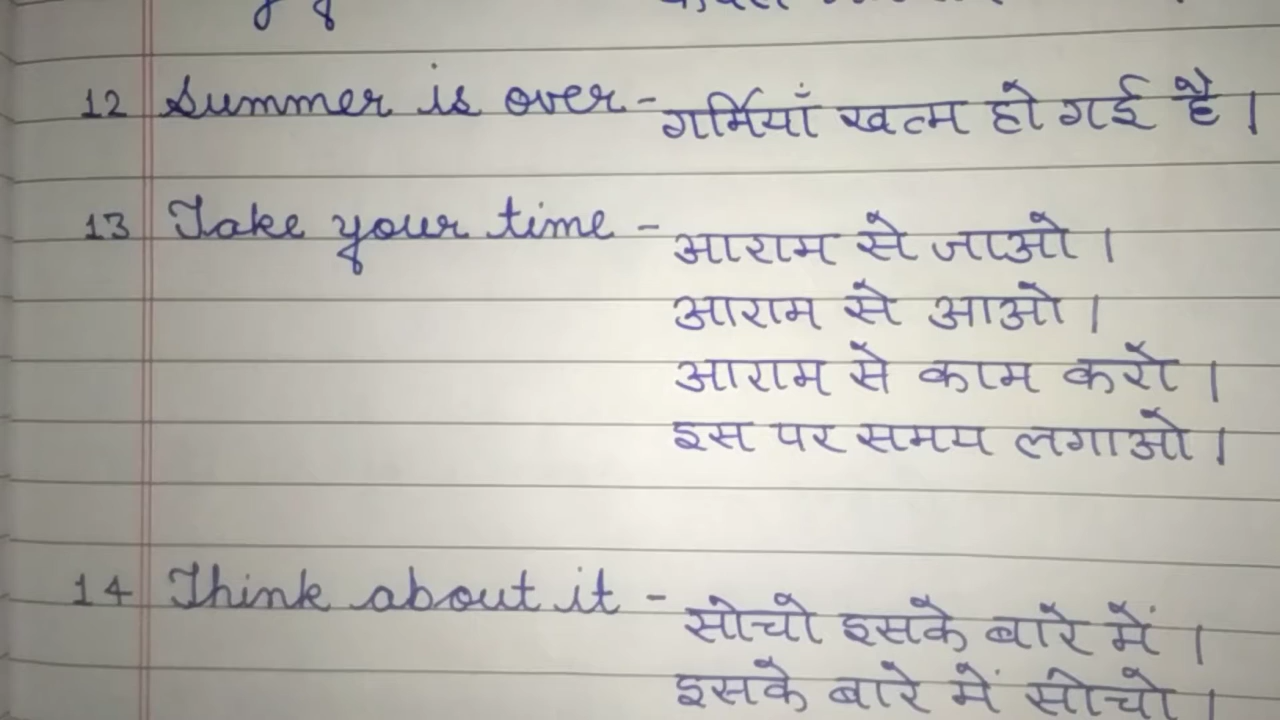 12 Summer is over - गर्मियाँ खत्म हो गई है।
13 Take your time - आराम से जाओ।
आराम से आओ।
आराम से काम करो।
इस पर समय लगाओ।
14 Think about it - सोचो इसके बारे में।
इसके बारे में सोचो।